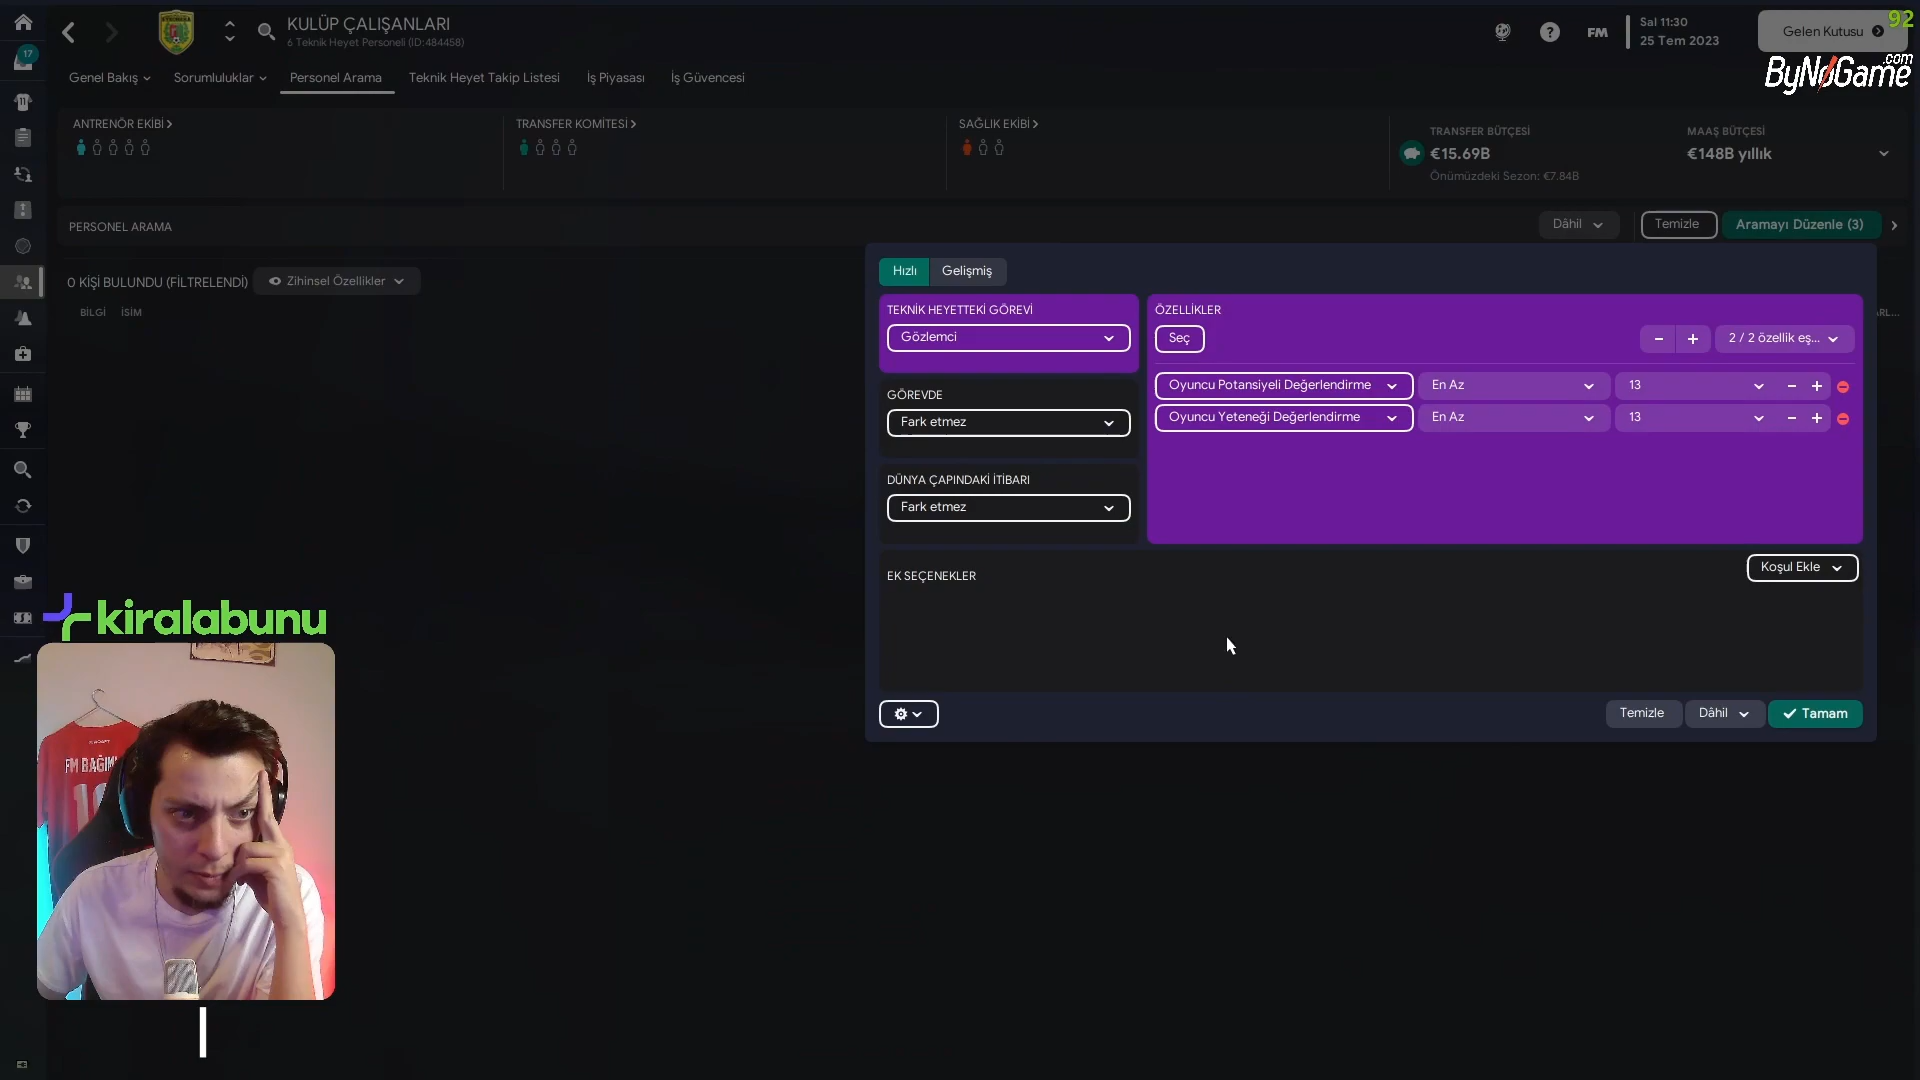 KULÜP ÇALIŞANLARI
6 Teknik Heyet Personeli (ID:484458)
17
FM
Sal 11:30
25 Tem 2023
Gelen Kutusu
92
ByNoGame.com
Genel Bakış
Sorumluluklar
Personel Arama
Teknik Heyet Takip Listesi
İş Piyasası
İş Güvencesi
ANTRENÖR EKİBİ
TRANSFER KOMİTESİ
SAĞLIK EKİBİ
TRANSFER BÜTÇESİ
€15.69B
Önümüzdeki Sezon: €7.84B
MAAŞ BÜTÇESİ
€148B yıllık
PERSONEL ARAMA
Dâhil
Temizle
Aramayı Düzenle (3)
0 KİŞİ BULUNDU (FİLTRELENDİ)
Zihinsel Özellikler
BİLGİ
İSİM
Hızlı
Gelişmiş
TEKNİK HEYETTEKİ GÖREVİ
Gözlemci
GÖREVDE
Fark etmez
DÜNYA ÇAPINDAKİ İTİBARI
Fark etmez
ÖZELLİKLER
Seç
2 / 2 özellik eş...
Oyuncu Potansiyeli Değerlendirme
En Az
13
Oyuncu Yeteneği Değerlendirme
En Az
13
EK SEÇENEKLER
Koşul Ekle
Temizle
Dâhil
Tamam
kiralabunu